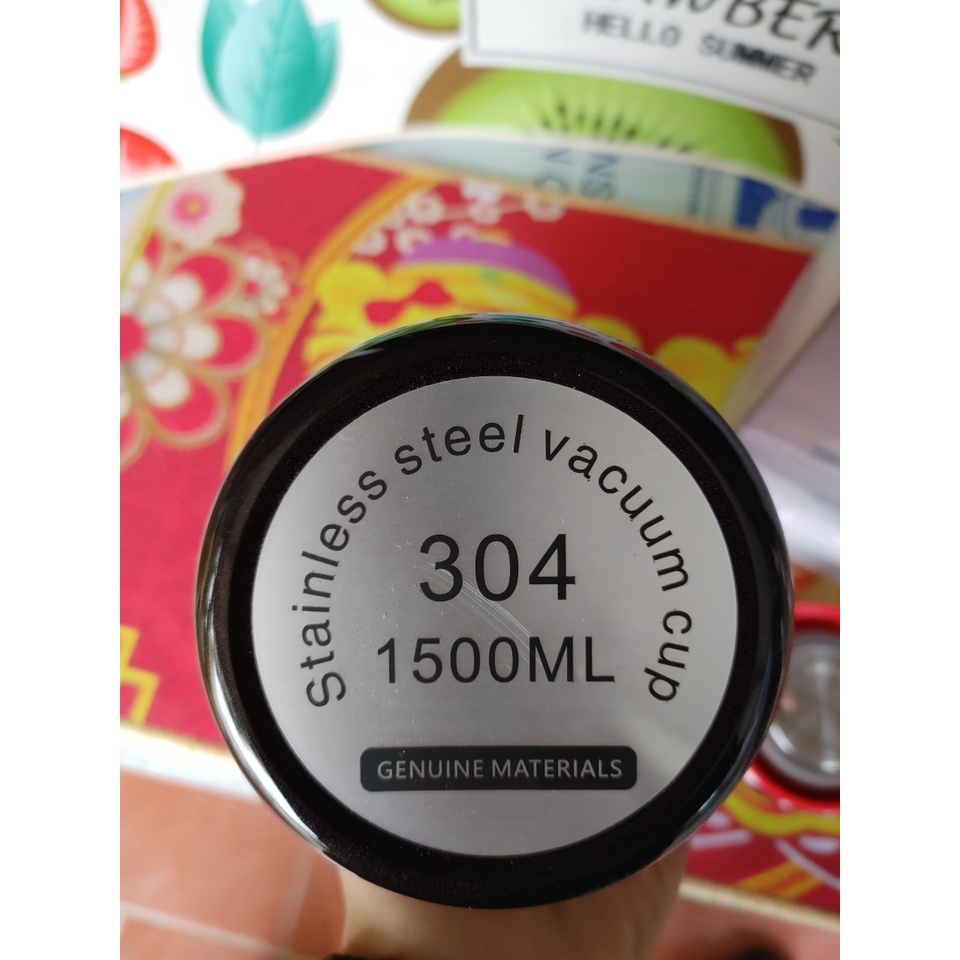 HELLO SUMMER
Stainless steel vacuum cup
304
1500ML
GENUINE MATERIALS